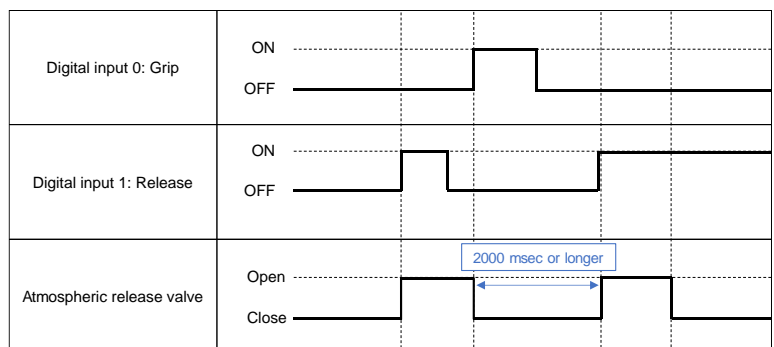 Digital input 0: Grip
ON
OFF
Digital input 1: Release
ON
OFF
Atmospheric release valve
2000 msec or longer
Open
Close